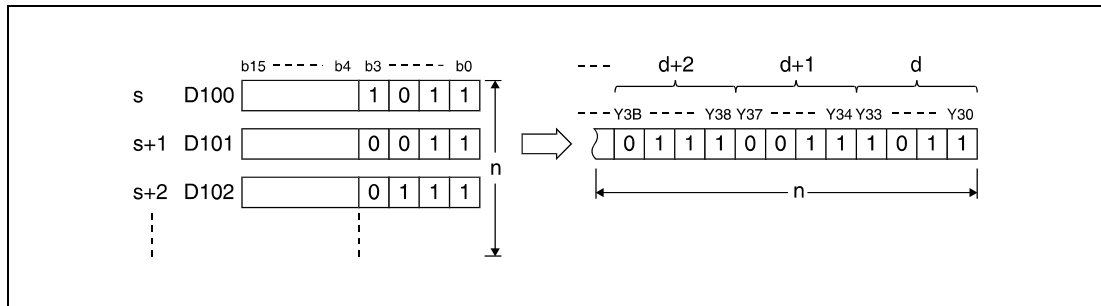 b15 ------ b4 b3 ------ b0
s D100 1 0 1 1
s+1 D101 0 0 1 1
s+2 D102 0 1 1 1
n
---- d+2 d+1 d
---- Y3B ---- Y38 Y37 ---- Y34 Y33 ---- Y30
0 1 1 1 0 0 1 1 1 0 1 1
n